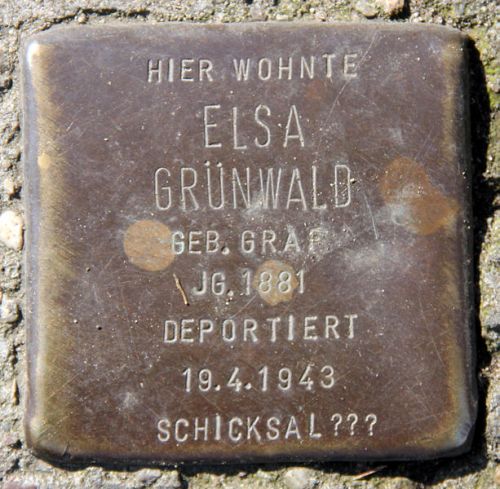 HIER WOHNTE
ELSA
GRÜNWALD
GEB. GRAF
JG. 1881
DEPORTIERT
19.4.1943
SCHICKSAL ???